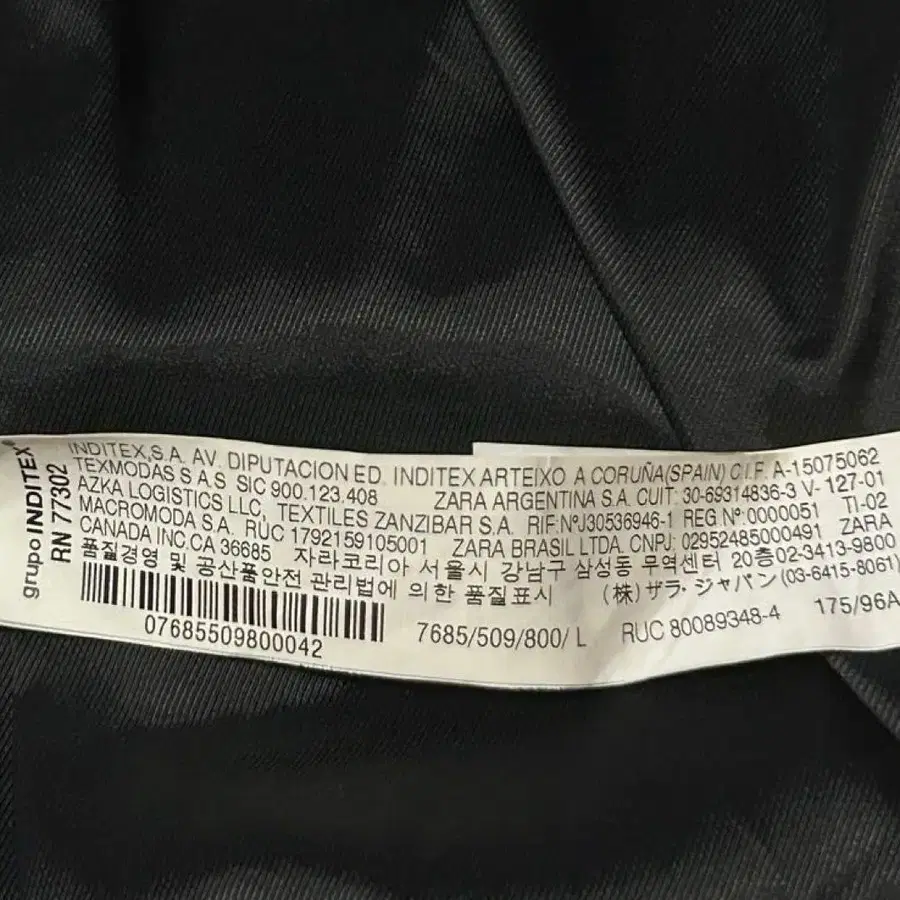 grupo INDITEX®
RN 77302
INDITEX,S.A. AV. DIPUTACION ED. INDITEX ARTEIXO A CORUÑA(SPAIN) C.I.F. A-15075062
TEXMODAS S A S SIC 900.123.408 ZARA ARGENTINA S.A. CUIT: 30-69314836-3 V- 127-01
AZKA LOGISTICS LLC, TEXTILES ZANZIBAR S.A. RIF:NºJ30536946-1 REG Nº:0000051 TI-02
MACROMODA S.A. RUC 1792159105001 ZARA BRASIL LTDA, CNPJ: 02952485000491 ZARA
CANADA INC.CA 36685 자라코리아 서울시 강남구 삼성동 무역센터 20층02-3413-9800
품질경영 및 공산품안전 관리법에 의한 품질표시 (株) ザラ・ジャパン (03-6415-8061)
07685509800042 7685/509/800/ L RUC 80089348-4 175/96A